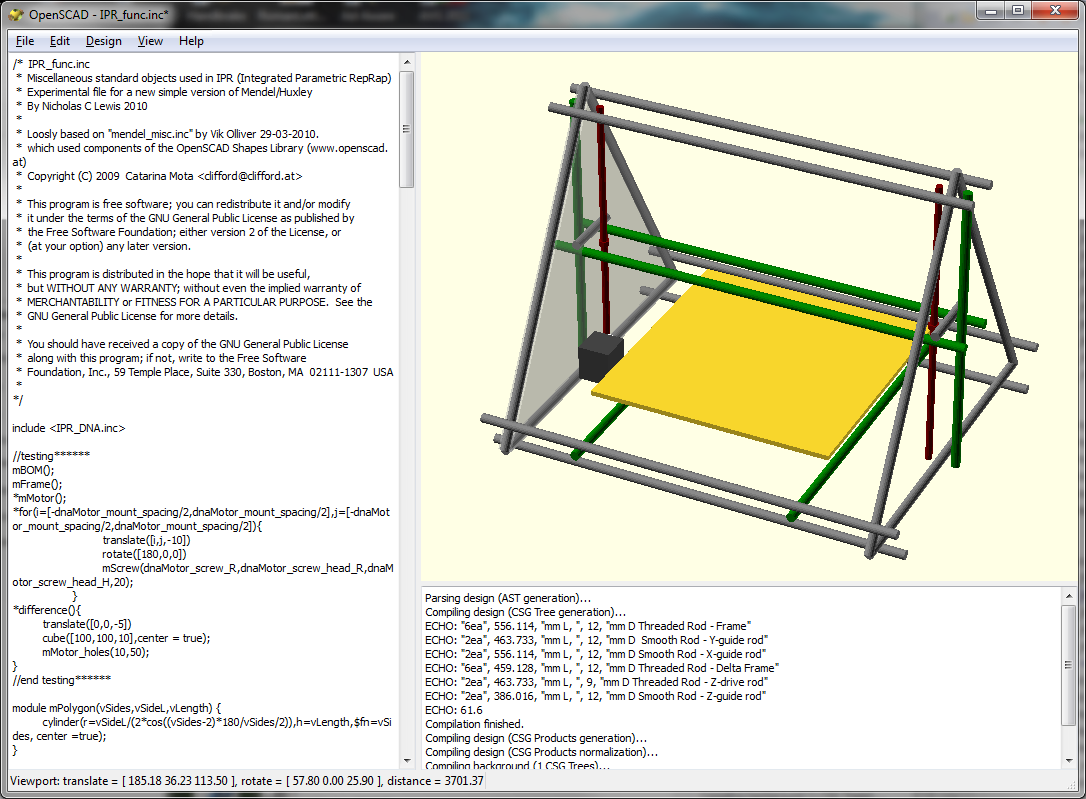 OpenSCAD - IPR_func.inc*
File Edit Design View Help
/* IPR_func.inc
* Miscellaneous standard objects used in IPR (Integrated Parametric RepRap)
* Experimental file for a new simple version of Mendel/Huxley
* By Nicholas C Lewis 2010
*
* Loosly based on "mendel_misc.inc" by Vik Olliver 29-03-2010.
* which used components of the OpenSCAD Shapes Library (www.openscad.
at)
* Copyright (C) 2009 Catarina Mota <clifford@clifford.at>
*
* This program is free software; you can redistribute it and/or modify
* it under the terms of the GNU General Public License as published by
* the Free Software Foundation; either version 2 of the License, or
* (at your option) any later version.
*
* This program is distributed in the hope that it will be useful,
* but WITHOUT ANY WARRANTY; without even the implied warranty of
* MERCHANTABILITY or FITNESS FOR A PARTICULAR PURPOSE. See the
* GNU General Public License for more details.
*
* You should have received a copy of the GNU General Public License
* along with this program; if not, write to the Free Software
* Foundation, Inc., 59 Temple Place, Suite 330, Boston, MA 02111-1307 USA
*
*/
include <IPR_DNA.inc>
//testing******
mBOM();
mFrame();
*mMotor();
*for(i=[-dnaMotor_mount_spacing/2,dnaMotor_mount_spacing/2],j=[-dnaMot
or_mount_spacing/2,dnaMotor_mount_spacing/2]){
translate([i,j,-10])
rotate([180,0,0])
mScrew(dnaMotor_screw_R,dnaMotor_screw_head_R,dnaM
otor_screw_head_H,20);
}
*difference(){
translate([0,0,-5])
cube([100,100,10],center = true);
mMotor_holes(10,50);
}
//end testing******
module mPolygon(vSides,vSideL,vLength) {
cylinder(r=vSideL/(2*cos((vSides-2)*180/vSides/2)),h=vLength,$fn=vSi
des, center =true);
}
Parsing design (AST generation)...
Compiling design (CSG Tree generation)...
ECHO: "6ea", 556.114, "mm L, ", 12, "mm D Threaded Rod - Frame"
ECHO: "2ea", 463.733, "mm L, ", 12, "mm D  Smooth Rod - Y-guide rod"
ECHO: "2ea", 556.114, "mm L, ", 12, "mm D Smooth Rod - X-guide rod"
ECHO: "6ea", 459.128, "mm L, ", 12, "mm D Threaded Rod - Delta Frame"
ECHO: "2ea", 463.733, "mm L, ", 9, "mm D Threaded Rod - Z-drive rod"
ECHO: "2ea", 386.016, "mm L, ", 12, "mm D Smooth Rod - Z-guide rod"
ECHO: 61.6
Compilation finished.
Compiling design (CSG Products generation)...
Compiling design (CSG Products normalization)...
Compiling background (1 CSG Trees)...
Viewport: translate = [ 185.18 36.23 113.50 ], rotate = [ 57.80 0.00 25.90 ], distance = 3701.37